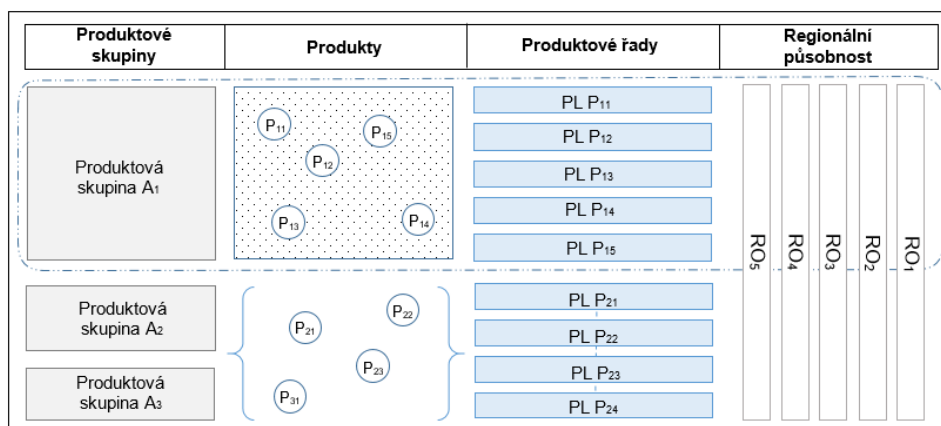 Produktové
skupiny
Produkty
Produktové řady
Regionální
působnost
Produktová
skupina A₁
P₁₁
P₁₅
P₁₂
P₁₃
P₁₄
PL P₁₁
PL P₁₂
PL P₁₃
PL P₁₄
PL P₁₅
RO₅
RO₄
RO₃
RO₂
RO₁
Produktová
skupina A₂
Produktová
skupina A₃
P₂₂
P₂₁
P₂₃
P₃₁
PL P₂₁
PL P₂₂
PL P₂₃
PL P₂₄